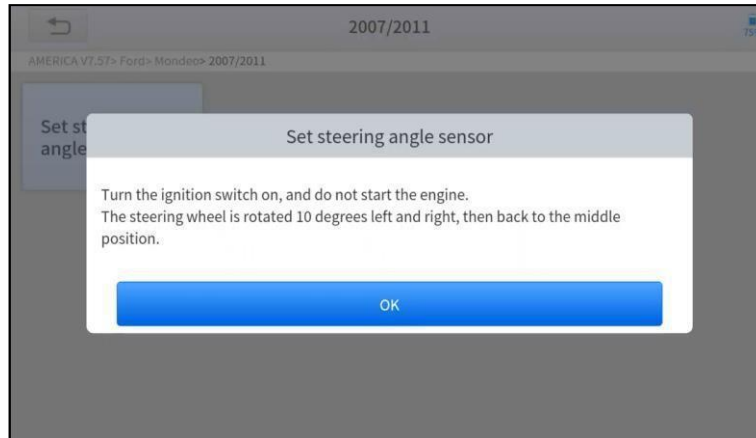 2007/2011
75%
AMERICA V7.57> Ford> Mondeo> 2007/2011
Set st
angle
Set steering angle sensor
Turn the ignition switch on, and do not start the engine.
The steering wheel is rotated 10 degrees left and right, then back to the middle
position.
OK